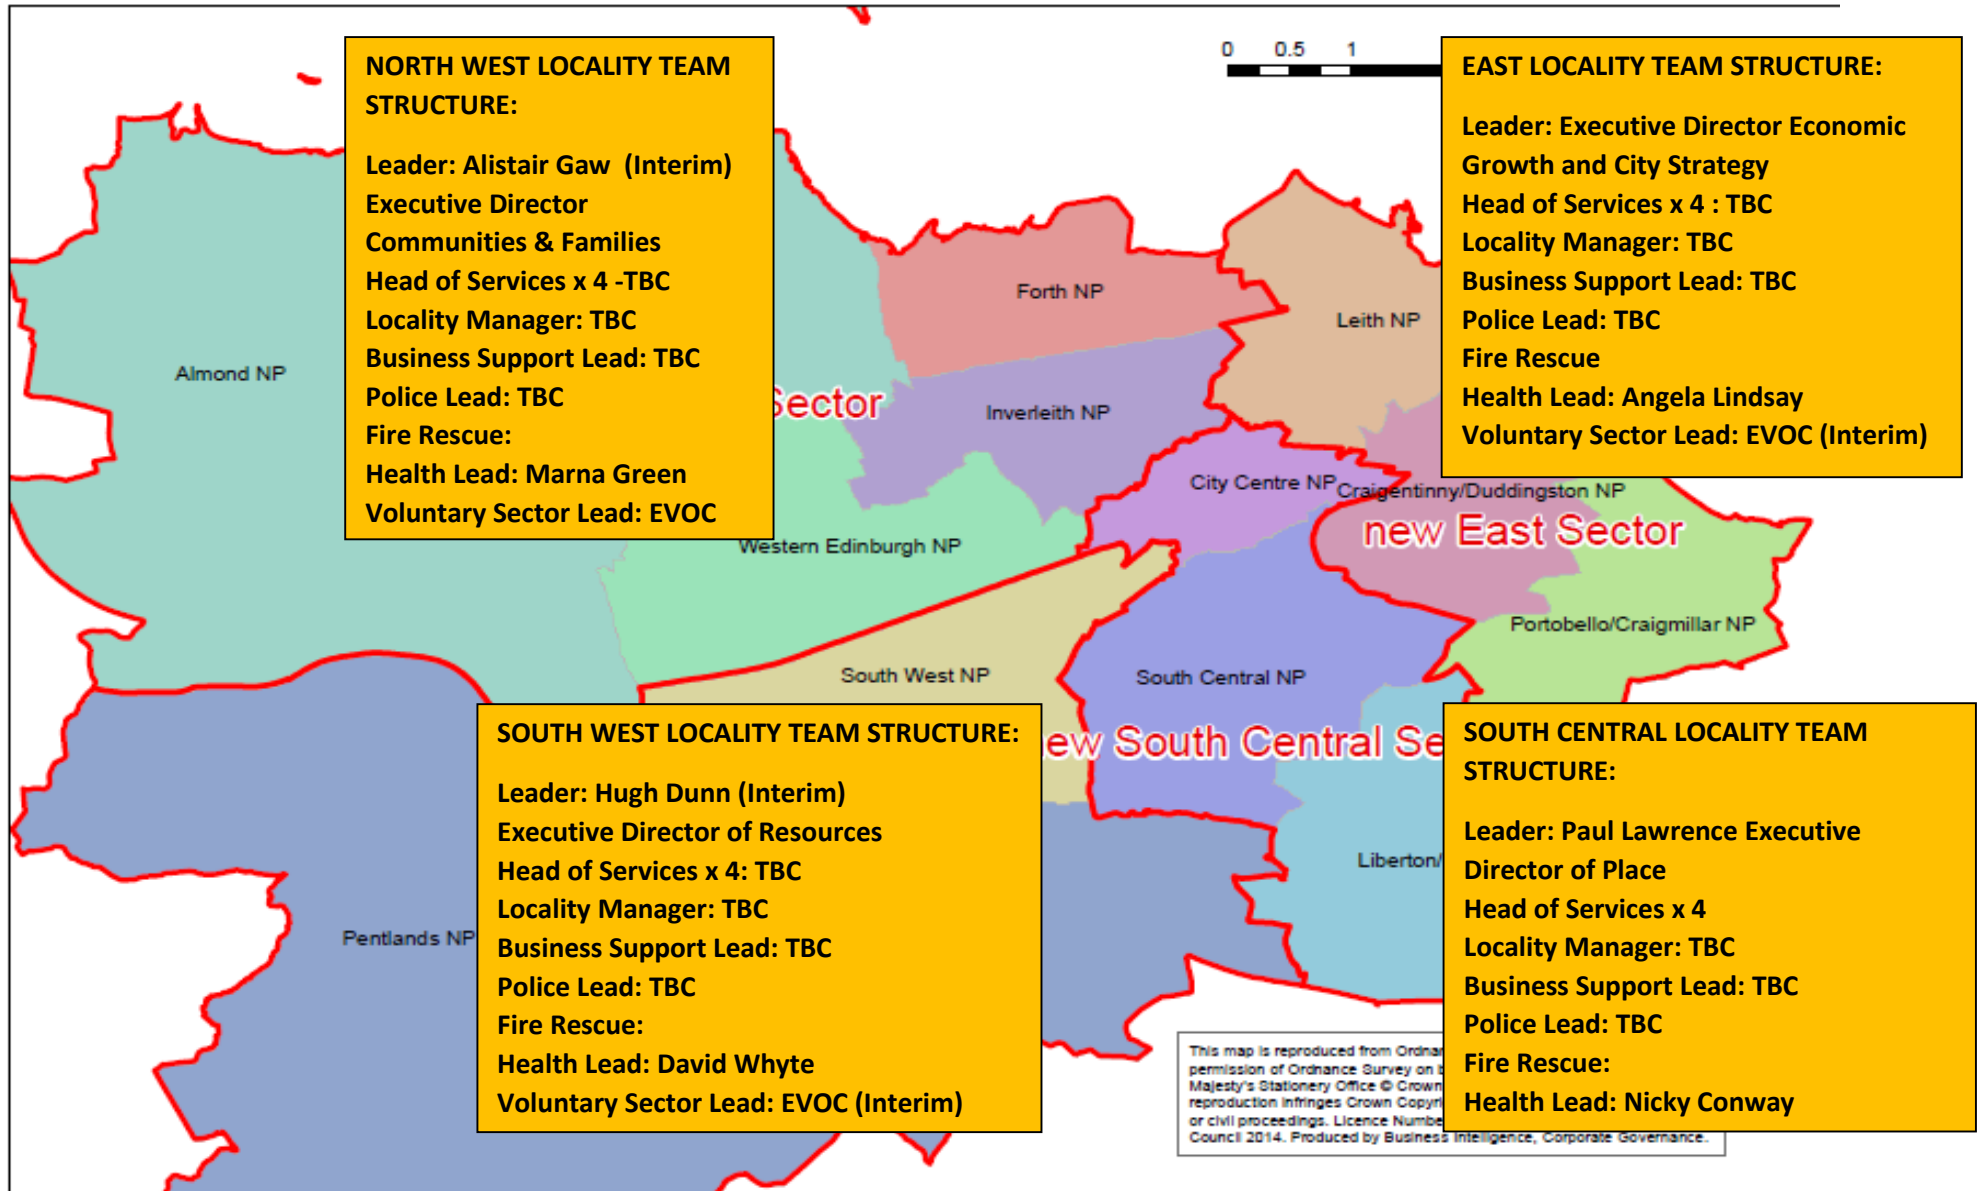 0 0.5 1
NORTH WEST LOCALITY TEAM
STRUCTURE:
Leader: Alistair Gaw (Interim)
Executive Director
Communities & Families
Head of Services x 4 -TBC
Locality Manager: TBC
Business Support Lead: TBC
Police Lead: TBC
Fire Rescue:
Health Lead: Marna Green
Voluntary Sector Lead: EVOC
EAST LOCALITY TEAM STRUCTURE:
Leader: Executive Director Economic
Growth and City Strategy
Head of Services x 4 : TBC
Locality Manager: TBC
Business Support Lead: TBC
Police Lead: TBC
Fire Rescue
Health Lead: Angela Lindsay
Voluntary Sector Lead: EVOC (Interim)
Forth NP
Leith NP
Almond NP
Sector
Inverleith NP
City Centre NP
Craigentinny/Duddingston NP
new East Sector
Western Edinburgh NP
Portobello/Craigmillar NP
South West NP
South Central NP
ew South Central Se
Liberton/
Pentlands NP
SOUTH WEST LOCALITY TEAM STRUCTURE:
Leader: Hugh Dunn (Interim)
Executive Director of Resources
Head of Services x 4: TBC
Locality Manager: TBC
Business Support Lead: TBC
Police Lead: TBC
Fire Rescue:
Health Lead: David Whyte
Voluntary Sector Lead: EVOC (Interim)
SOUTH CENTRAL LOCALITY TEAM
STRUCTURE:
Leader: Paul Lawrence Executive
Director of Place
Head of Services x 4
Locality Manager: TBC
Business Support Lead: TBC
Police Lead: TBC
Fire Rescue:
Health Lead: Nicky Conway
This map is reproduced from Ordna
permission of Ordnance Survey on b
Majesty's Stationery Office © Crown
reproduction infringes Crown Copyri
or civil proceedings. Licence Numbe
Council 2014. Produced by Business Intelligence, Corporate Governance.